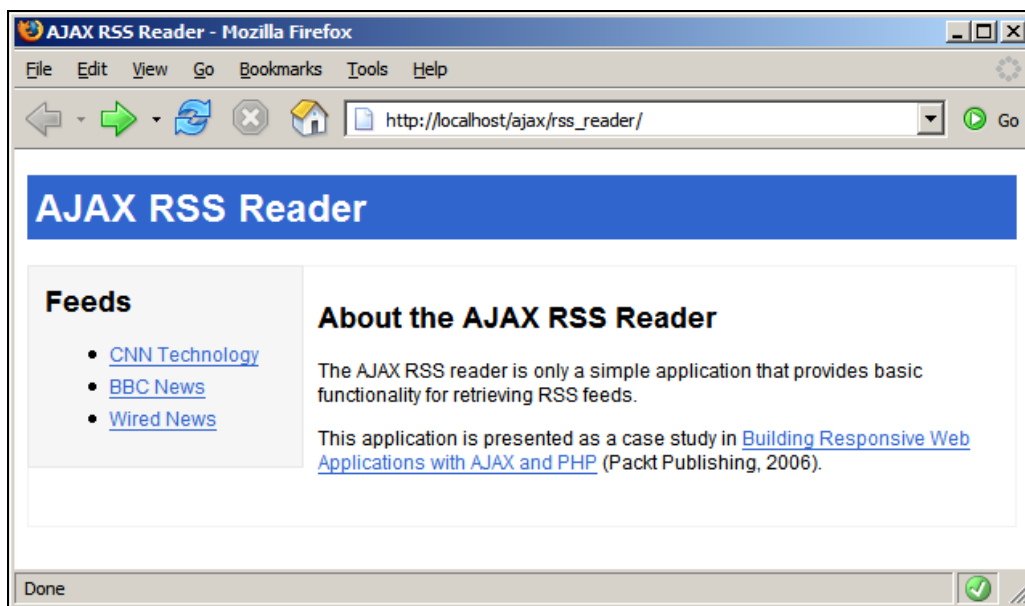 AJAX RSS Reader - Mozilla Firefox
File Edit View Go Bookmarks Tools Help
http://localhost/ajax/rss_reader/ Go
AJAX RSS Reader
Feeds
CNN Technology
BBC News
Wired News
About the AJAX RSS Reader
The AJAX RSS reader is only a simple application that provides basic
functionality for retrieving RSS feeds.
This application is presented as a case study in Building Responsive Web
Applications with AJAX and PHP (Packt Publishing, 2006).
Done